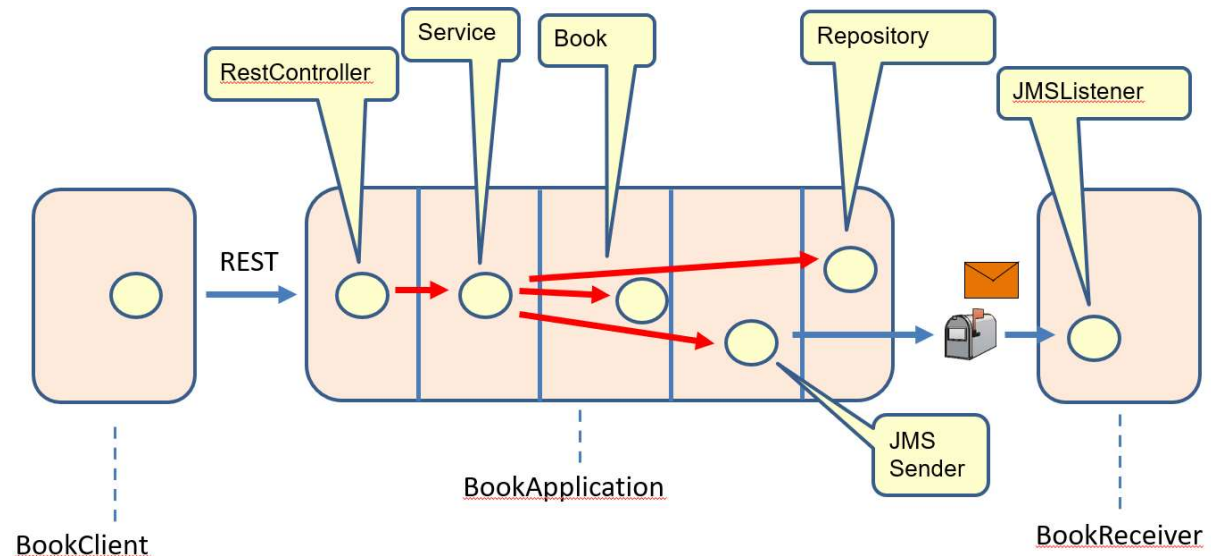 Service
Book
Repository
RestController
JMSListener
REST
JMS
Sender
BookApplication
BookClient
BookReceiver